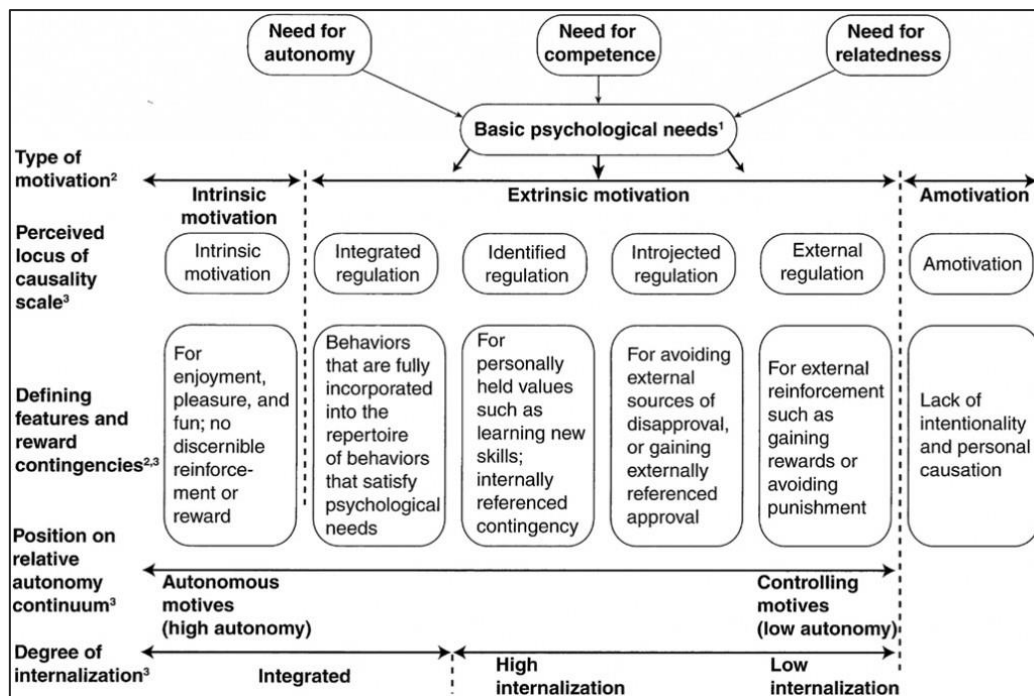 Need for
autonomy
Need for
competence
Need for
relatedness
Basic psychological needs¹
Type of
motivation²
Intrinsic
motivation
Extrinsic motivation
Amotivation
Perceived
locus of
causality
scale³
Intrinsic
motivation
Integrated
regulation
Identified
regulation
Introjected
regulation
External
regulation
Amotivation
Defining
features and
reward
contingencies²,³
For
enjoyment,
pleasure, and
fun; no
discernible
reinforce-
ment or
reward
Behaviors
that are fully
incorporated
into the
repertoire
of behaviors
that satisfy
psychological
needs
For
personally
held values
such as
learning new
skills;
internally
referenced
contingency
For avoiding
external
sources of
disapproval,
or gaining
externally
referenced
approval
For external
reinforcement
such as
gaining
rewards or
avoiding
punishment
Lack of
intentionality
and personal
causation
Position on
relative
autonomy
continuum³
Autonomous
motives
(high autonomy)
Controlling
motives
(low autonomy)
Degree of
internalization³
Integrated
High
internalization
Low
internalization